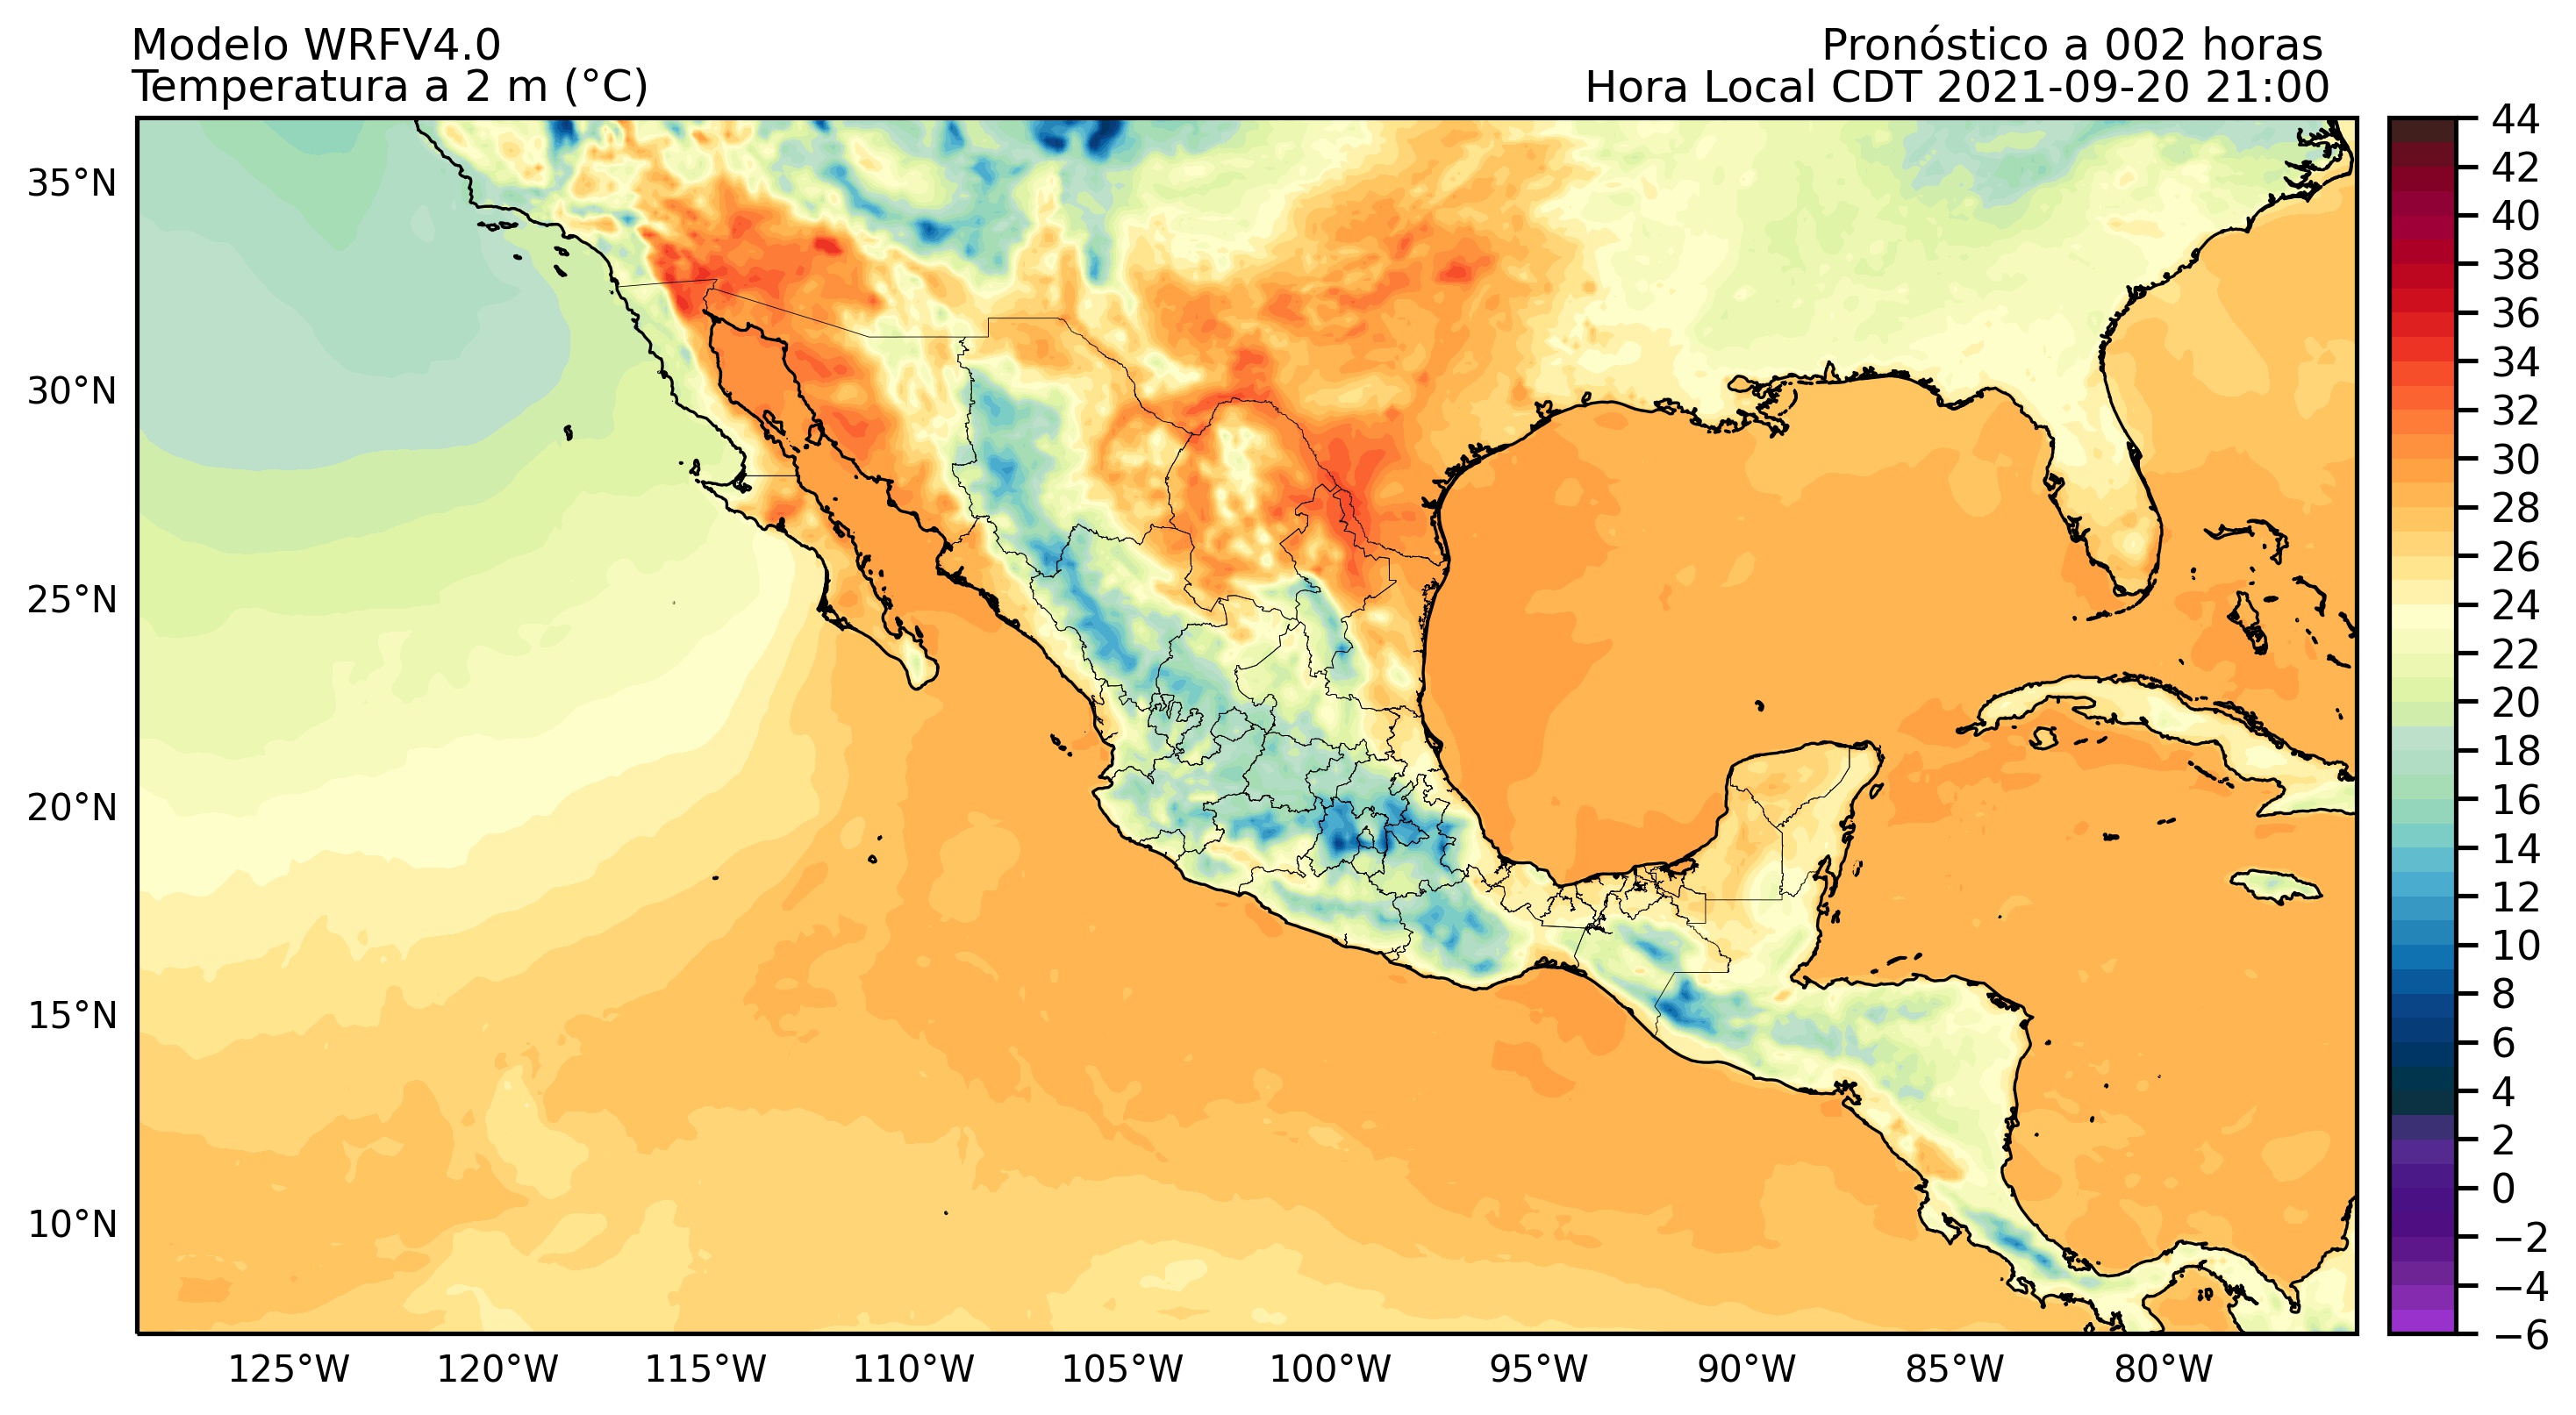 Modelo WRFV4.0
Temperatura a 2 m (°C)
Pronóstico a 002 horas
Hora Local CDT 2021-09-20 21:00
35°N
30°N
25°N
20°N
15°N
10°N
125°W
120°W
115°W
110°W
105°W
100°W
95°W
90°W
85°W
80°W
44
42
40
38
36
34
32
30
28
26
24
22
20
18
16
14
12
10
8
6
4
2
0
−2
−4
−6